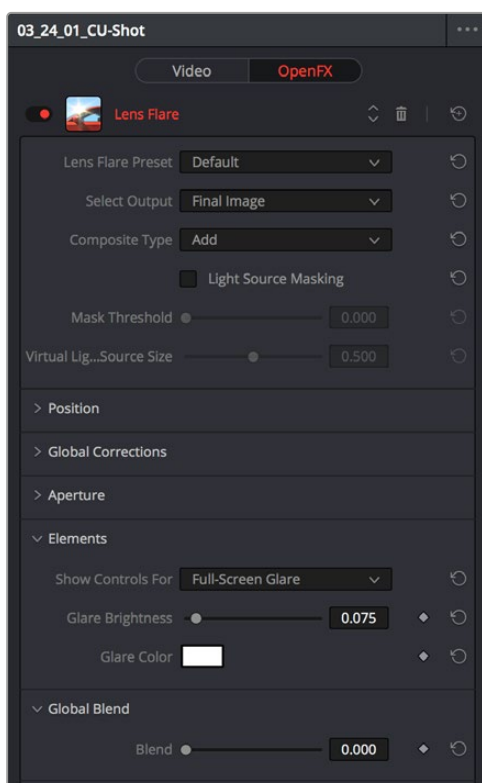 03_24_01_CU-Shot
Video OpenFX
Lens Flare
Lens Flare Preset Default
Select Output Final Image
Composite Type Add
Light Source Masking
Mask Threshold 0.000
Virtual Lig...Source Size 0.500
Position
Global Corrections
Aperture
Elements
Show Controls For Full-Screen Glare
Glare Brightness 0.075
Glare Color
Global Blend
Blend 0.000